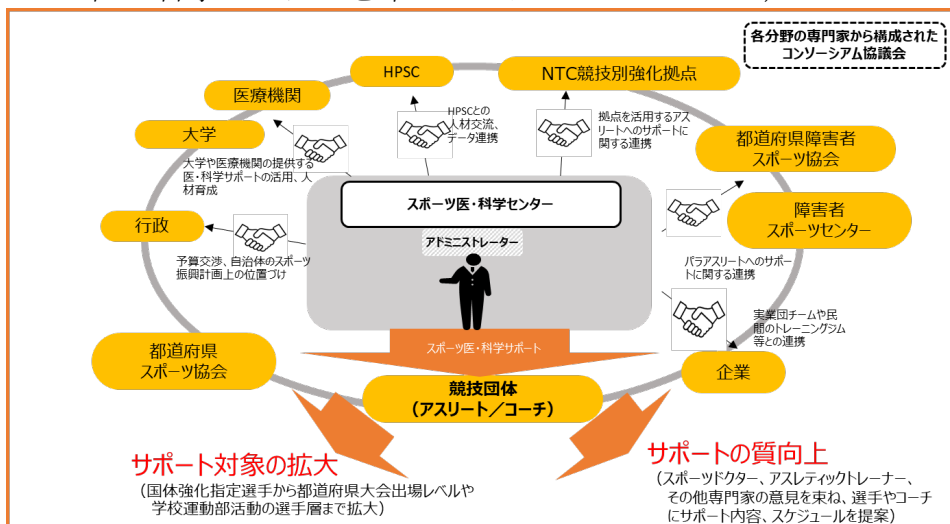 各分野の専門家から構成された
コンソーシアム協議会
HPSC
NTC競技別強化拠点
医療機関
大学
行政
都道府県
スポーツ協会
都道府県障害者
スポーツ協会
障害者
スポーツセンター
企業
HPSCとの
人材交流、
データ連携
拠点を活用するアス
リートへのサポートに
関する連携
大学や医療機関の提供する
医・科学サポートの活用、人
材育成
予算交渉、自治体のスポーツ
振興計画上の位置づけ
スポーツ医・科学センター
アドミニストレーター
パラアスリートへのサポー
トに関する連携
実業団チームや民
間のトレーニングジム
等との連携
スポーツ医・科学サポート
競技団体
(アスリート/コーチ)
サポート対象の拡大
(国体強化指定選手から都道府県大会出場レベルや
学校運動部活動の選手層まで拡大)
サポートの質向上
(スポーツドクター、アスレティックトレーナー、
その他専門家の意見を束ね、選手やコーチ
にサポート内容、スケジュールを提案)